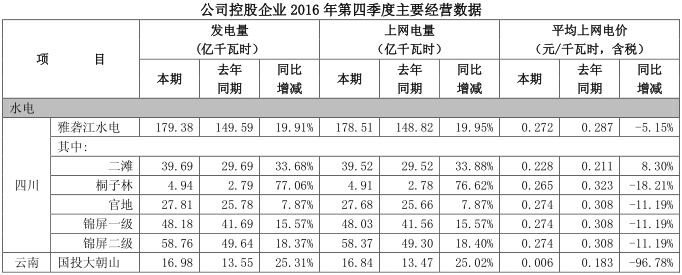 公司控股企业 2016 年第四季度主要经营数据
项 目 发电量 (亿千瓦时) 上网电量 (亿千瓦时) 平均上网电价 (元/千瓦时，含税)
本期 去年同期 同比增减 本期 去年同期 同比增减 本期 去年同期 同比增减
水电
四川 雅砻江水电 179.38 149.59 19.91% 178.51 148.82 19.95% 0.272 0.287 -5.15%
其中:
二滩 39.69 29.69 33.68% 39.52 29.52 33.88% 0.228 0.211 8.30%
桐子林 4.94 2.79 77.06% 4.91 2.78 76.62% 0.265 0.323 -18.21%
官地 27.81 25.78 7.87% 27.68 25.66 7.87% 0.274 0.308 -11.19%
锦屏一级 48.18 41.69 15.57% 48.03 41.56 15.57% 0.274 0.308 -11.19%
锦屏二级 58.76 49.64 18.37% 58.37 49.30 18.40% 0.274 0.308 -11.19%
云南 国投大朝山 16.98 13.55 25.31% 16.84 13.47 25.02% 0.006 0.183 -96.78%